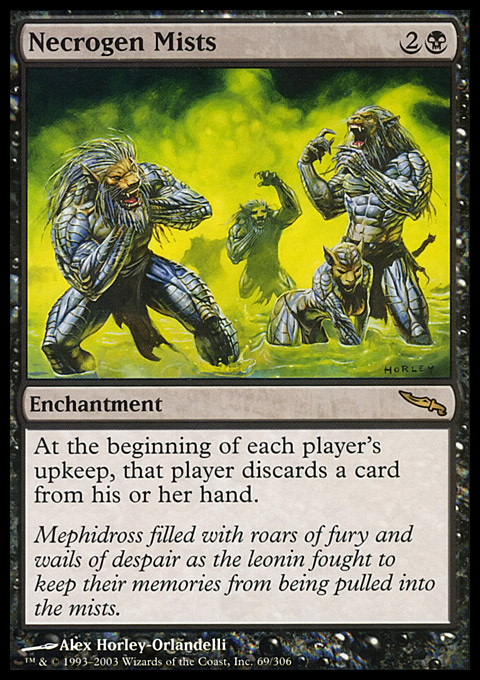 Necrogen Mists 2
HORLEY
Enchantment
At the beginning of each player's
upkeep, that player discards a card
from his or her hand.
Mephidross filled with roars of fury and
wails of despair as the leonin fought to
keep their memories from being pulled into
the mists.
Alex Horley-Orlandelli
™ & © 1993–2003 Wizards of the Coast, Inc. 69/306